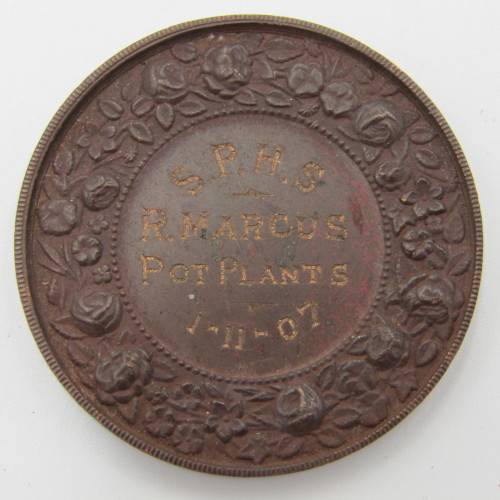 S.P.H.S
R. MARCUS
POT PLANTS
1-11-07